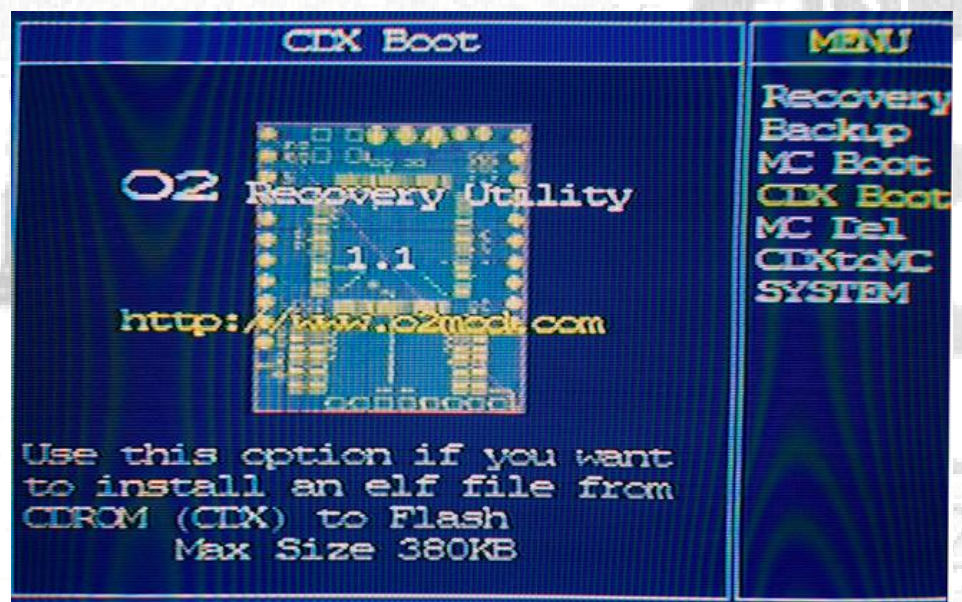 CDX Boot
O2 Recovery Utility
1.1
http://www.o2mod.com
Use this option if you want
to install an elf file from
CDROM (CDX) to Flash
Max Size 380KB
MENU
Recovery
Backup
MC Boot
CDX Boot
MC Del
CDXtoMC
SYSTEM